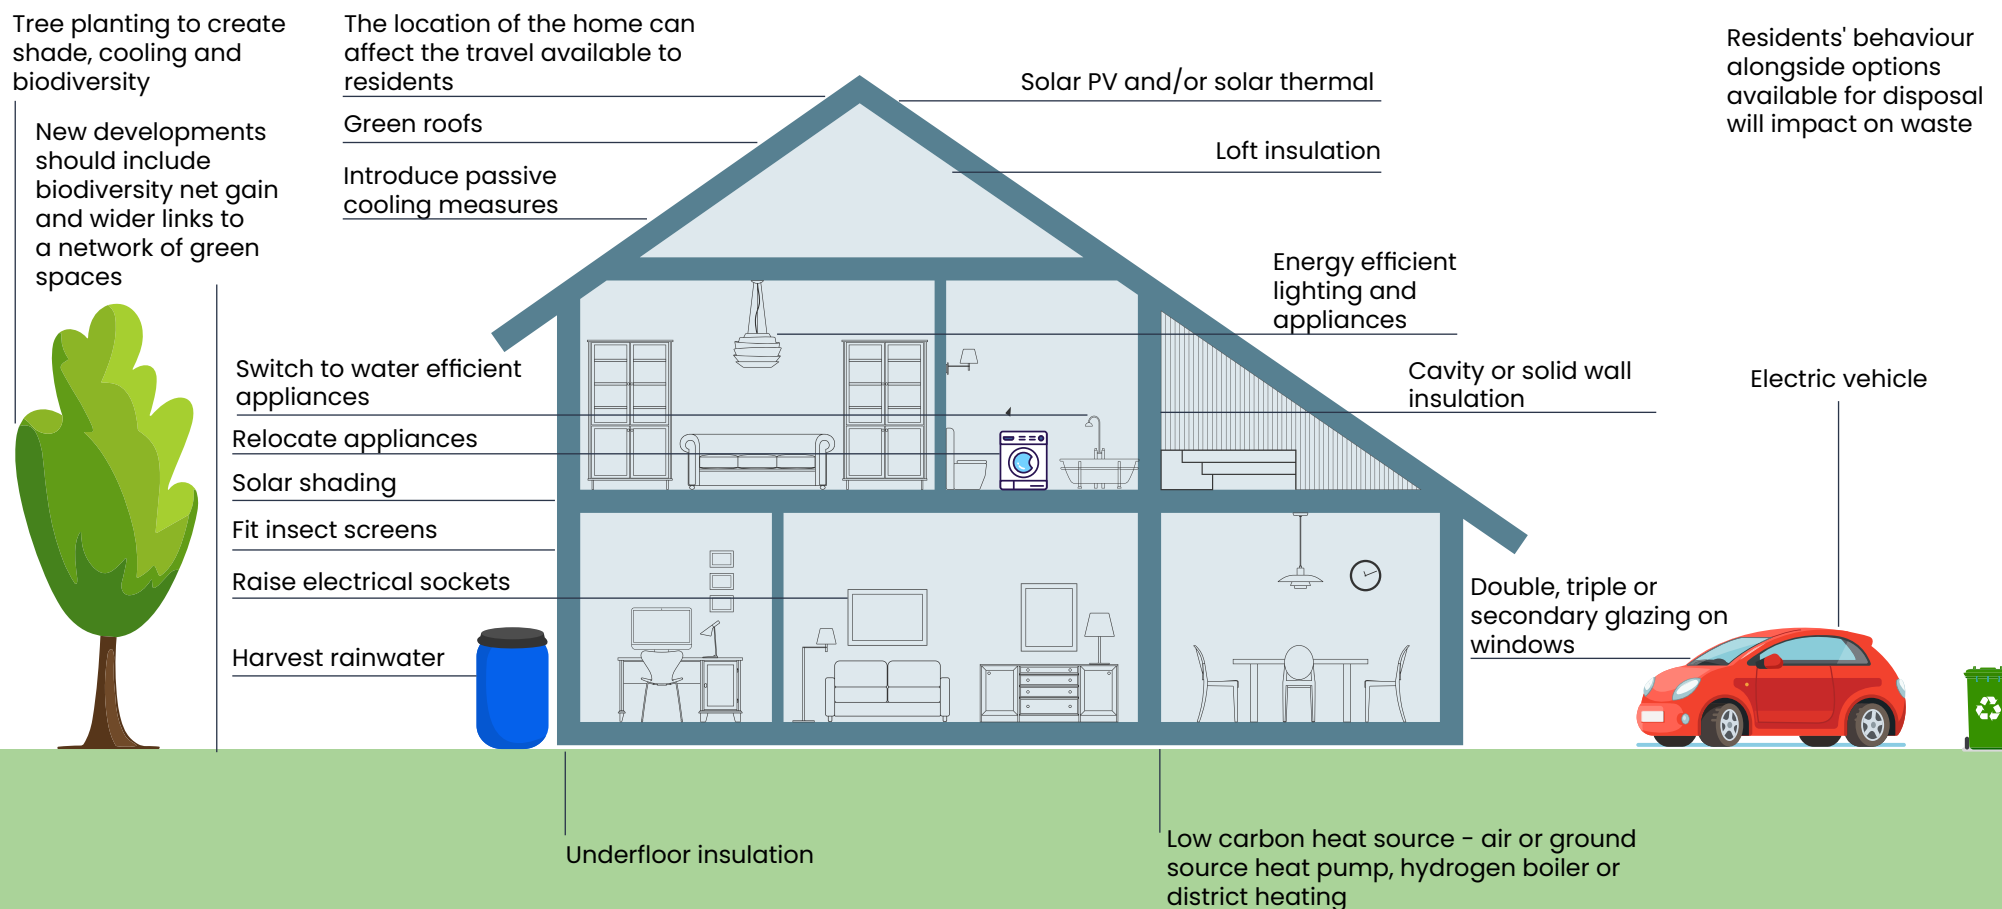 Tree planting to create
shade, cooling and
biodiversity
New developments
should include
biodiversity net gain
and wider links to
a network of green
spaces
The location of the home can
affect the travel available to
residents
Green roofs
Introduce passive
cooling measures
Solar PV and/or solar thermal
Loft insulation
Residents' behaviour
alongside options
available for disposal
will impact on waste
Energy efficient
lighting and
appliances
Switch to water efficient
appliances
Relocate appliances
Solar shading
Fit insect screens
Raise electrical sockets
Harvest rainwater
Cavity or solid wall
insulation
Electric vehicle
Double, triple or
secondary glazing on
windows
Underfloor insulation
Low carbon heat source - air or ground
source heat pump, hydrogen boiler or
district heating